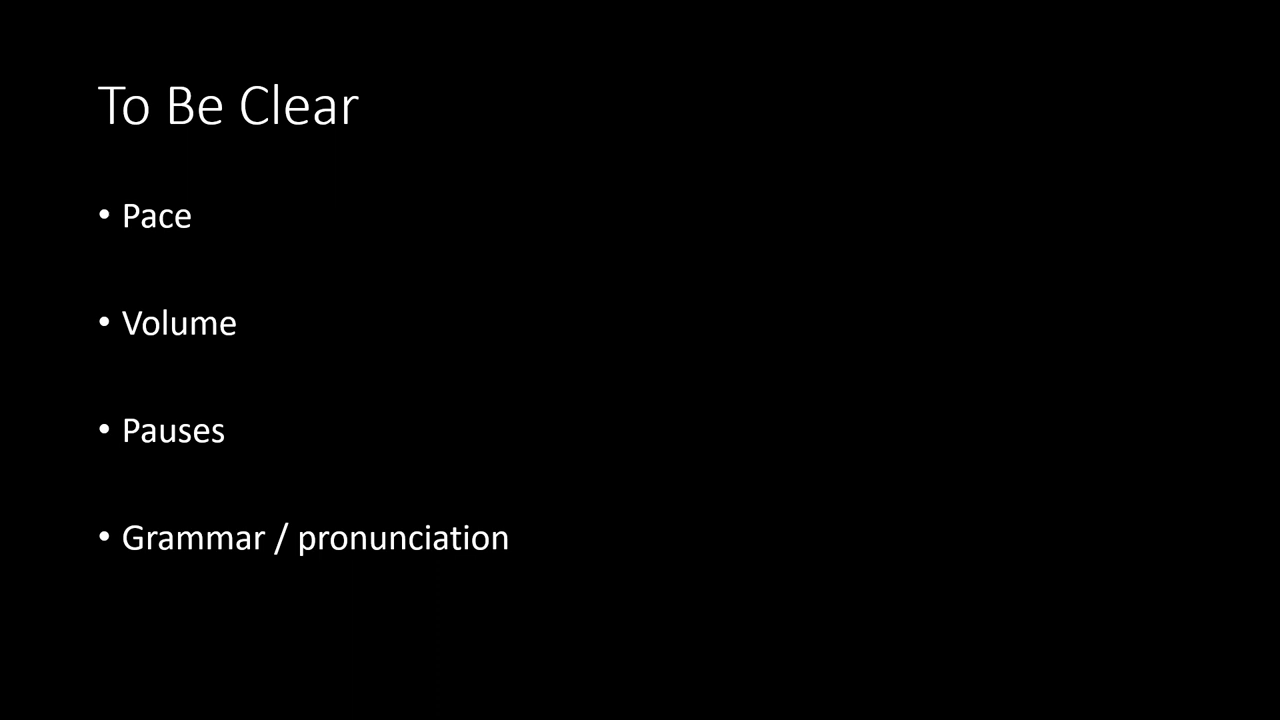 To Be Clear
• Pace
• Volume
• Pauses
• Grammar / pronunciation